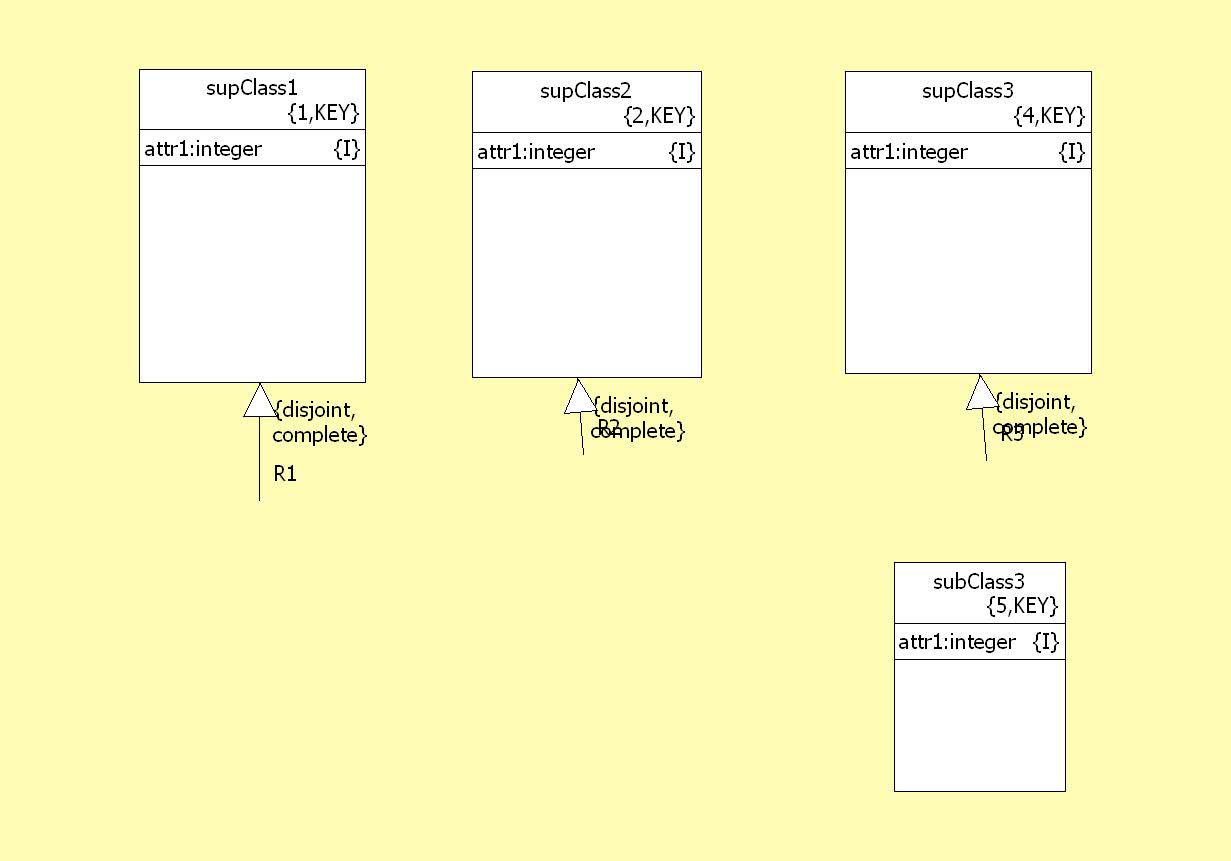 supClass1
{1,KEY}
attr1:integer {I}
supClass2
{2,KEY}
attr1:integer {I}
supClass3
{4,KEY}
attr1:integer {I}
{disjoint,
complete}
R1
{disjoint,
complete}
R2
{disjoint,
complete}
R3
subClass3
{5,KEY}
attr1:integer {I}